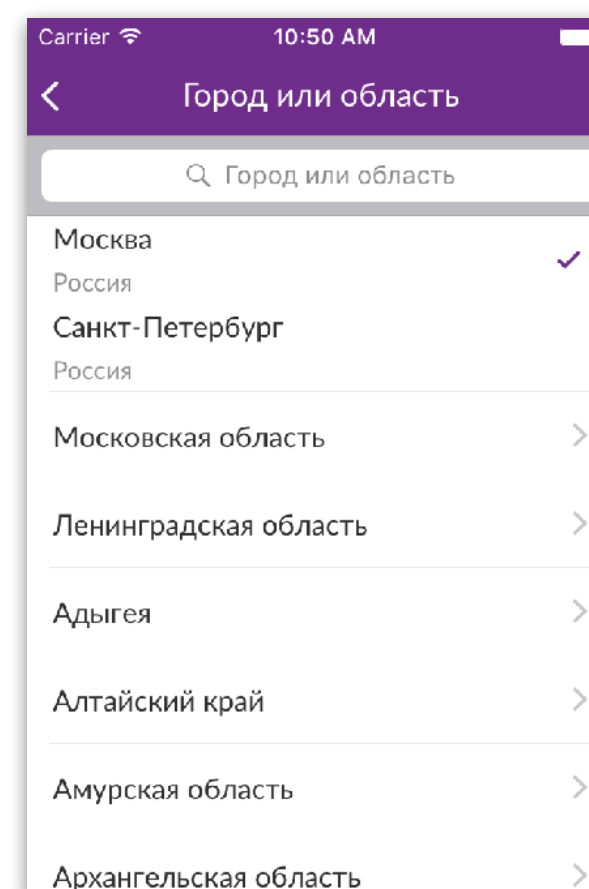 Carrier 10:50 AM
Город или область
Город или область
Москва
Россия
Санкт-Петербург
Россия
Московская область
Ленинградская область
Адыгея
Алтайский край
Амурская область
Архангельская область